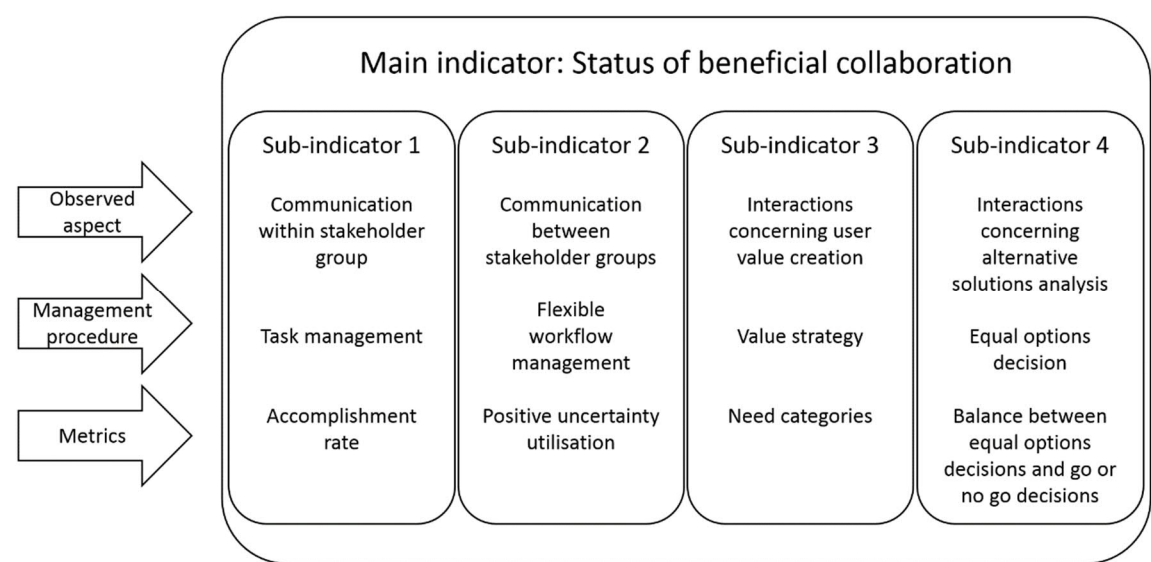 Main indicator: Status of beneficial collaboration
Sub-indicator 1
Sub-indicator 2
Sub-indicator 3
Sub-indicator 4
Observed
aspect
Communication
within stakeholder
group
Communication
between
stakeholder groups
Interactions
concerning user
value creation
Interactions
concerning
alternative
solutions analysis
Management
procedure
Task management
Flexible
workflow
management
Value strategy
Equal options
decision
Metrics
Accomplishment
rate
Positive uncertainty
utilisation
Need categories
Balance between
equal options
decisions and go or
no go decisions